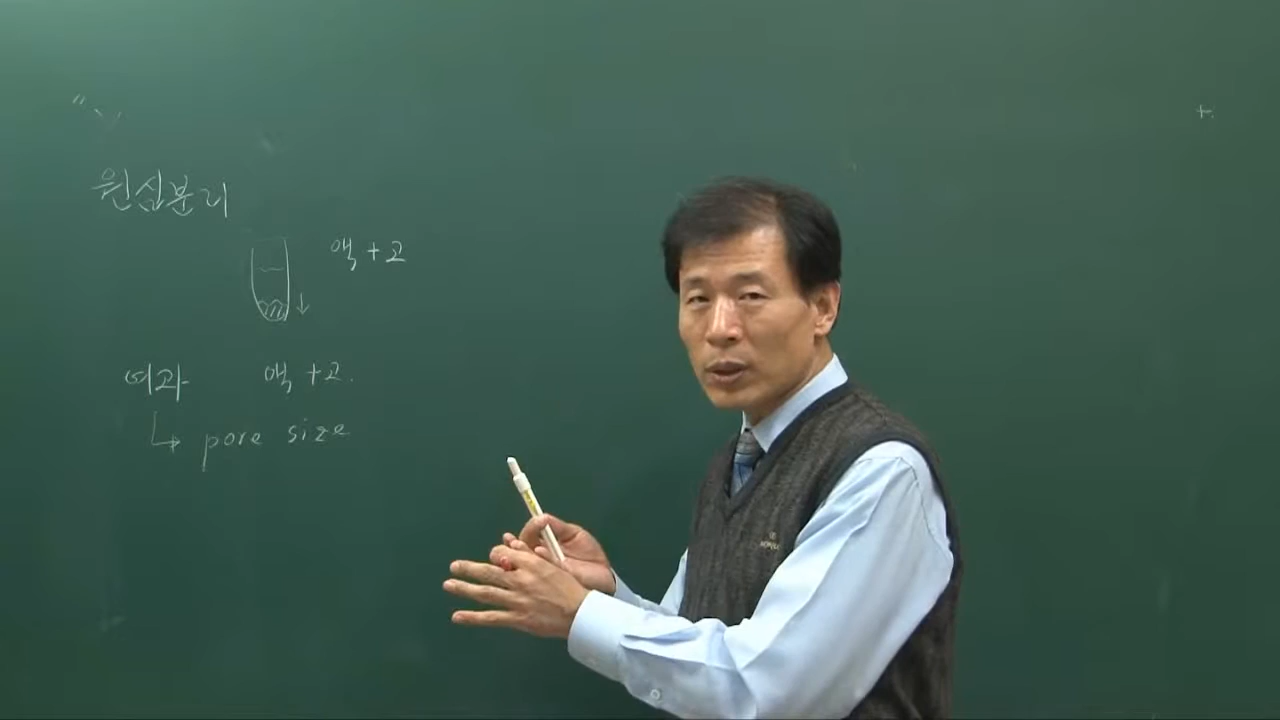 원심분리
액 + 고
여과 액 + 고.
↳ pore size